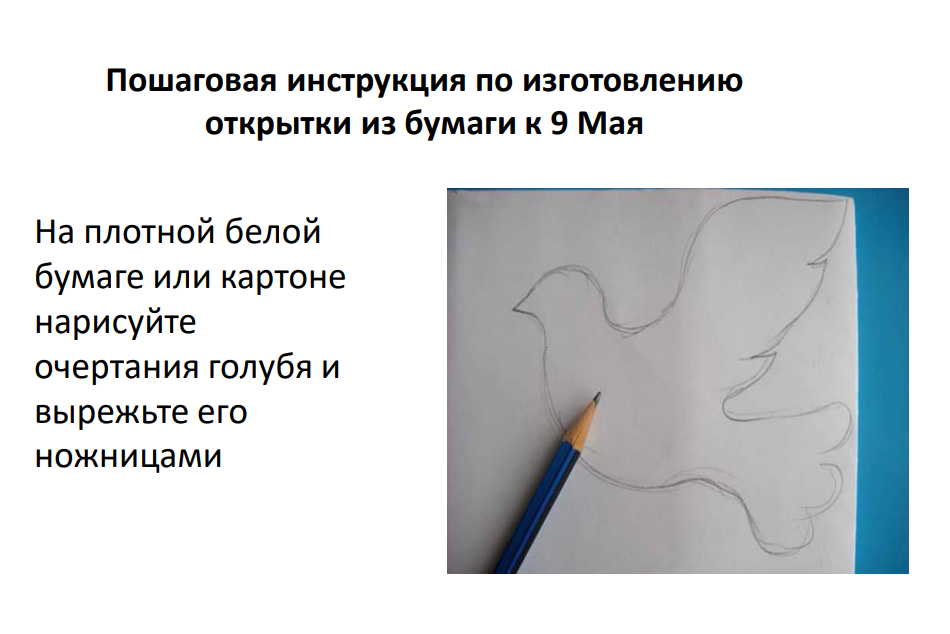 Пошаговая инструкция по изготовлению
открытки из бумаги к 9 Мая
На плотной белой
бумаге или картоне
нарисуйте
очертания голубя и
вырежьте его
ножницами